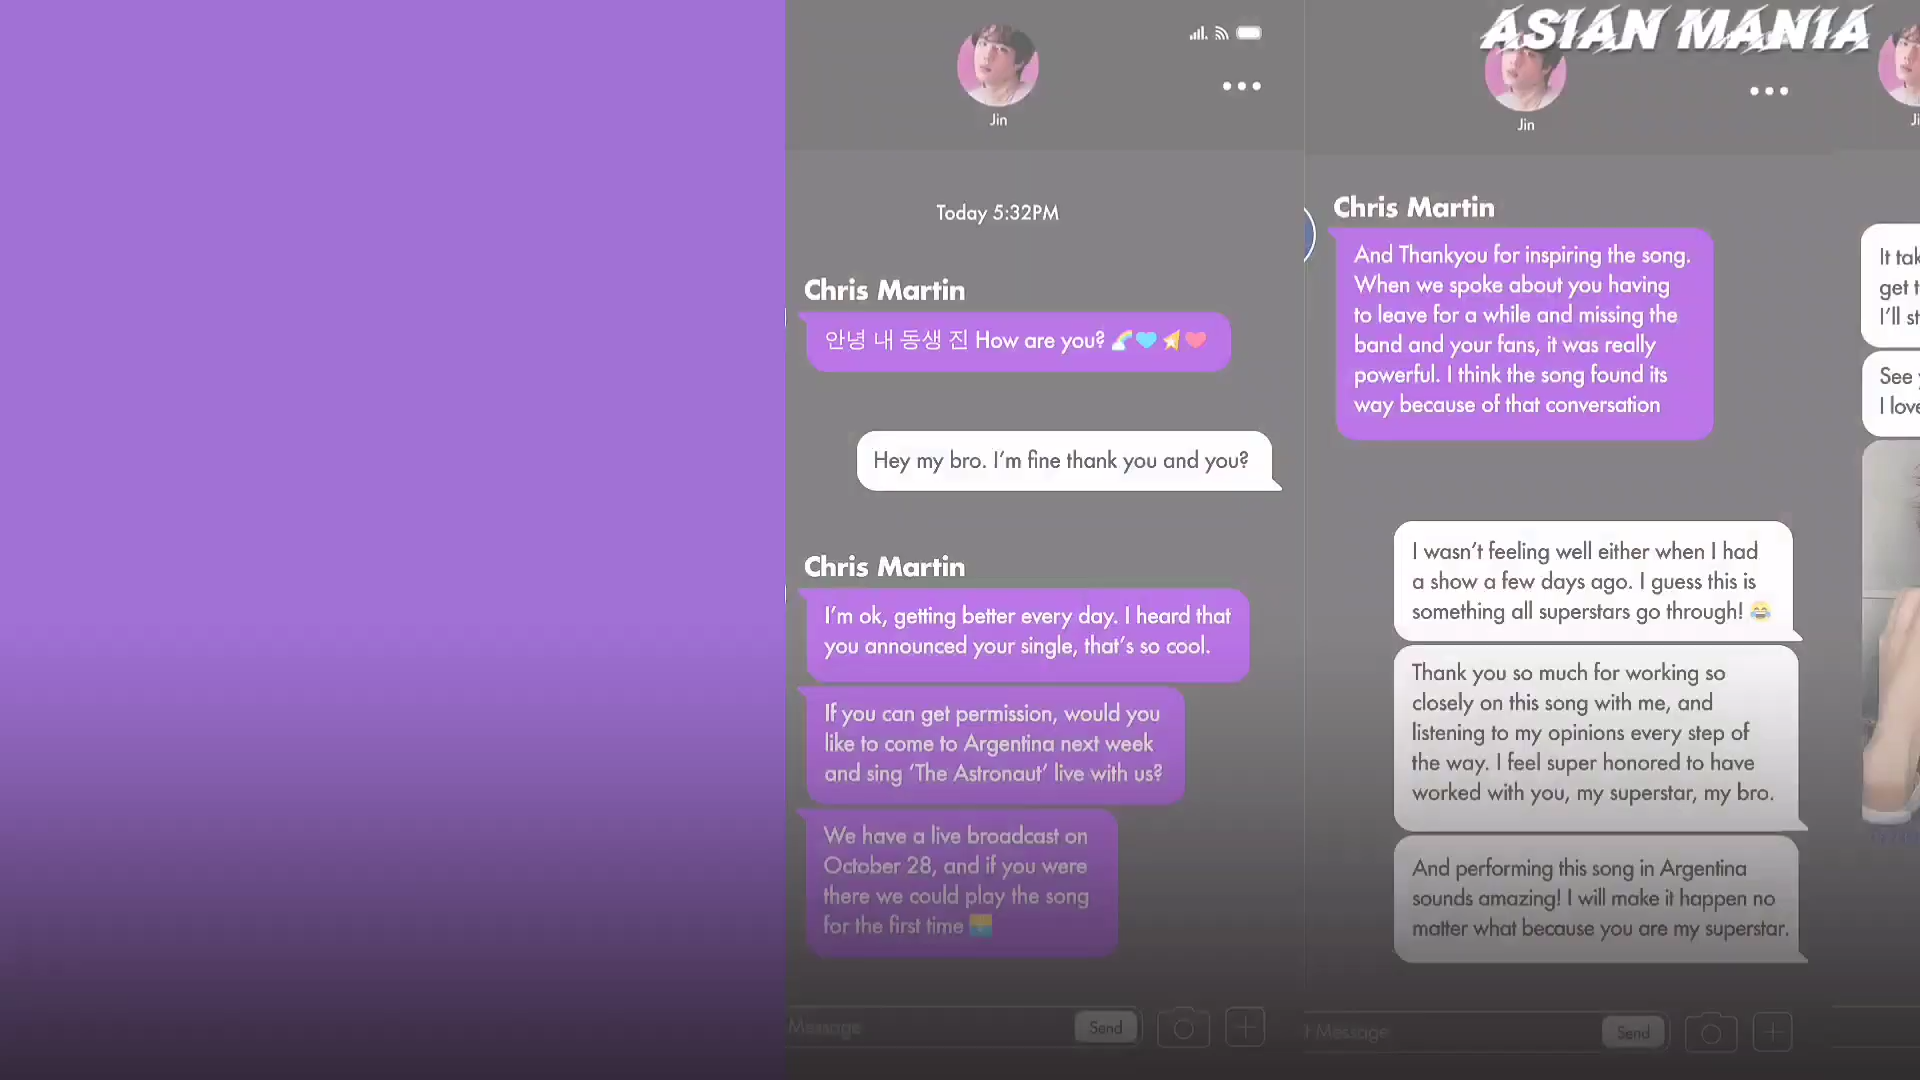 ASIAN MANIA
Jin
Today 5:32PM
Chris Martin
안녕 내 동생 진 How are you? 🌈🩵🌠❤️
Hey my bro. I'm fine thank you and you?
Chris Martin
I'm ok, getting better every day. I heard that
you announced your single, that's so cool.
If you can get permission, would you
like to come to Argentina next week
and sing 'The Astronaut' live with us?
We have a live broadcast on
October 28, and if you were
there we could play the song
for the first time
Message
Send
Jin
Chris Martin
And Thankyou for inspiring the song.
When we spoke about you having
to leave for a while and missing the
band and your fans, it was really
powerful. I think the song found its
way because of that conversation
I wasn't feeling well either when I had
a show a few days ago. I guess this is
something all superstars go through! 😂
Thank you so much for working so
closely on this song with me, and
listening to my opinions every step of
the way. I feel super honored to have
worked with you, my superstar, my bro.
And performing this song in Argentina
sounds amazing! I will make it happen no
matter what because you are my superstar.
Message
Send
It
get
I'll
See
I